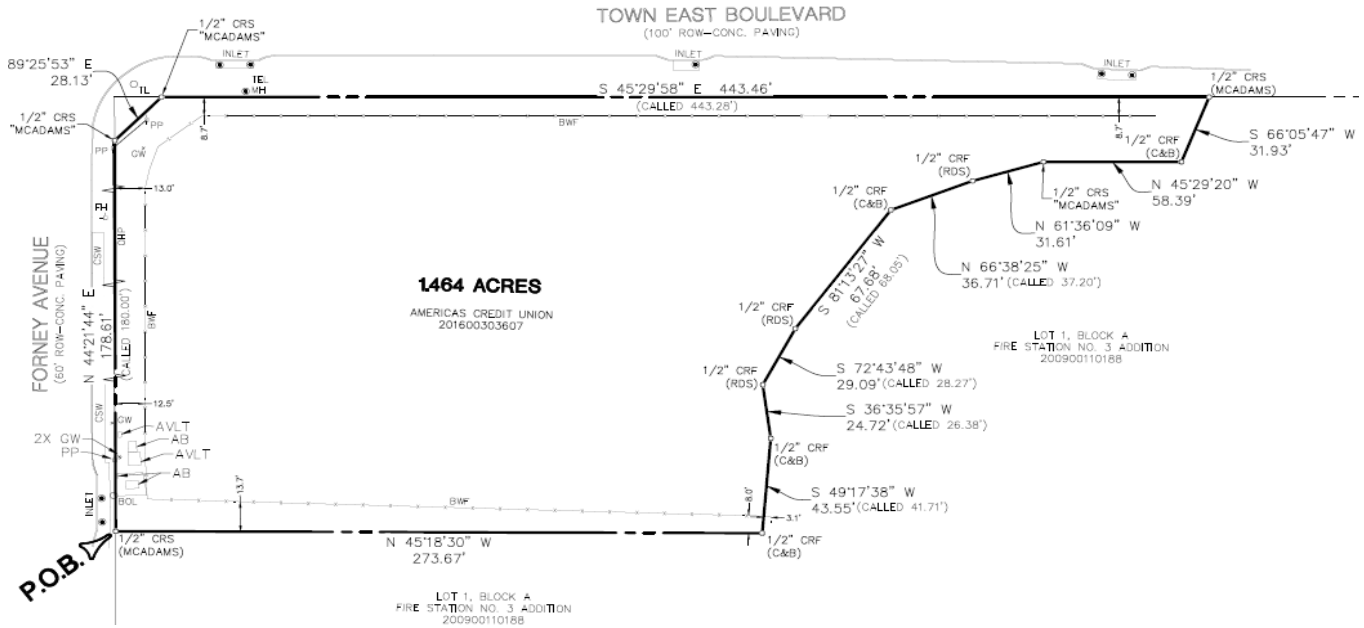 TOWN EAST BOULEVARD
(100' ROW-CONC. PAVING)
1/2" CRS
"MCADAMS"
INLET
INLET
INLET
89°25'53" E
28.13'
TL
TEL
MH
S 45°29'58" E 443.46'
(CALLED 443.28')
1/2" CRS
(MCADAMS)
1/2" CRS
"MCADAMS"
PP
PP
GW
8.7'
BWF
8.7'
S 66°05'47" W
31.93'
1/2" CRF
(C&B)
1/2" CRF
(RDS)
N 45°29'20" W
58.39'
1/2" CRS
"MCADAMS"
13.0'
1/2" CRF
(C&B)
FH
OHP
CSW
N 61°36'09" W
31.61'
N 66°38'25" W
36.71' (CALLED 37.20')
S 81°13'27" W
67.68'
(CALLED 68.05')
FORNEY AVENUE
(60' ROW-CONC. PAVING)
N 44°21'44" E
178.61'
(CALLED 180.00')
BWF
1.464 ACRES
AMERICAS CREDIT UNION
201600303607
1/2" CRF
(RDS)
LOT 1, BLOCK A
FIRE STATION NO. 3 ADDITION
200900110188
1/2" CRF
(RDS)
S 72°43'48" W
29.09' (CALLED 28.27')
12.5'
CSW
GW
S 36°35'57" W
24.72' (CALLED 26.38')
2X GW
PP
AVLT
AB
AVLT
AB
1/2" CRF
(C&B)
BOL
INLET
13.7'
BWF
8.0'
3.1'
S 49°17'38" W
43.55' (CALLED 41.71')
P.O.B.
1/2" CRS
(MCADAMS)
N 45°18'30" W
273.67'
1/2" CRF
(C&B)
LOT 1, BLOCK A
FIRE STATION NO. 3 ADDITION
200900110188